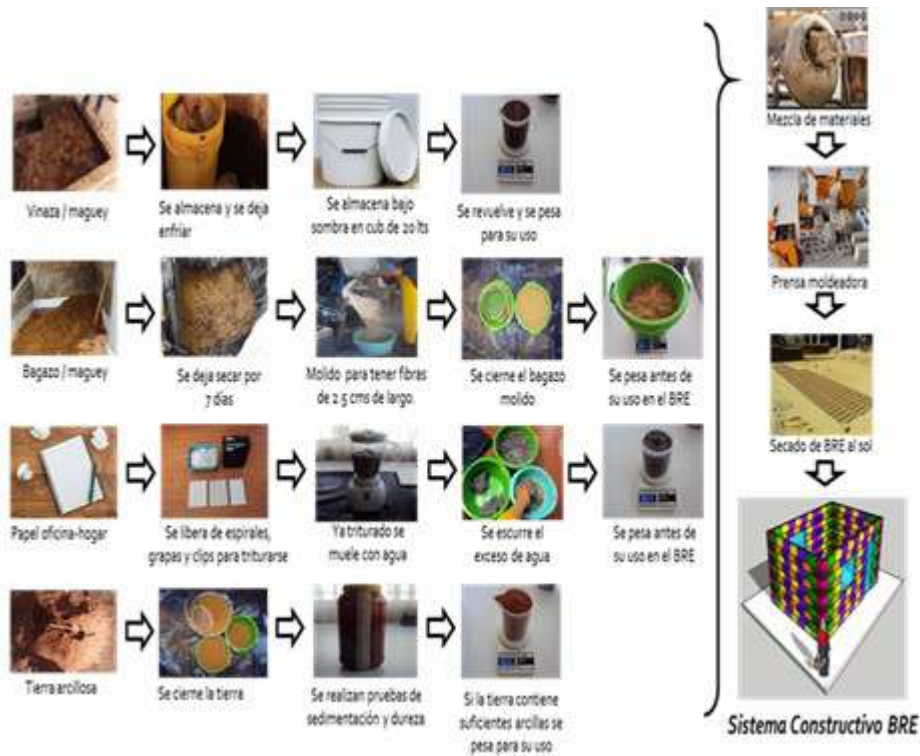 Vinaza / maguey
Se almacena y se deja
enfriar
Se almacena bajo
sombra en cub de 20 lts
Se revuelve y se pesa
para su uso
Bagazo / maguey
Se deja secar por
7 dias
Molido para tener fibras
de 2 5 cms de largo
Se cierne el bagazo
molido
Se pesa antes de
su uso en el BRE
Papel oficina-hogar
Se libera de espirales,
grapas y clips para triturarse
Ya triturado se
muele con agua
Se escurre el
exceso de agua
Se pesa antes de
su uso en el BRE
Tierra arcillosa
Se cierne la tierra
Se realizan pruebas de
sedimentación y dureza
Si la tierra contiene
suficientes arcillas se
pesa para su uso
Mezcla de materiales
Prensa moldeadora
Secado de BRE al sol
Sistema Constructivo BRE